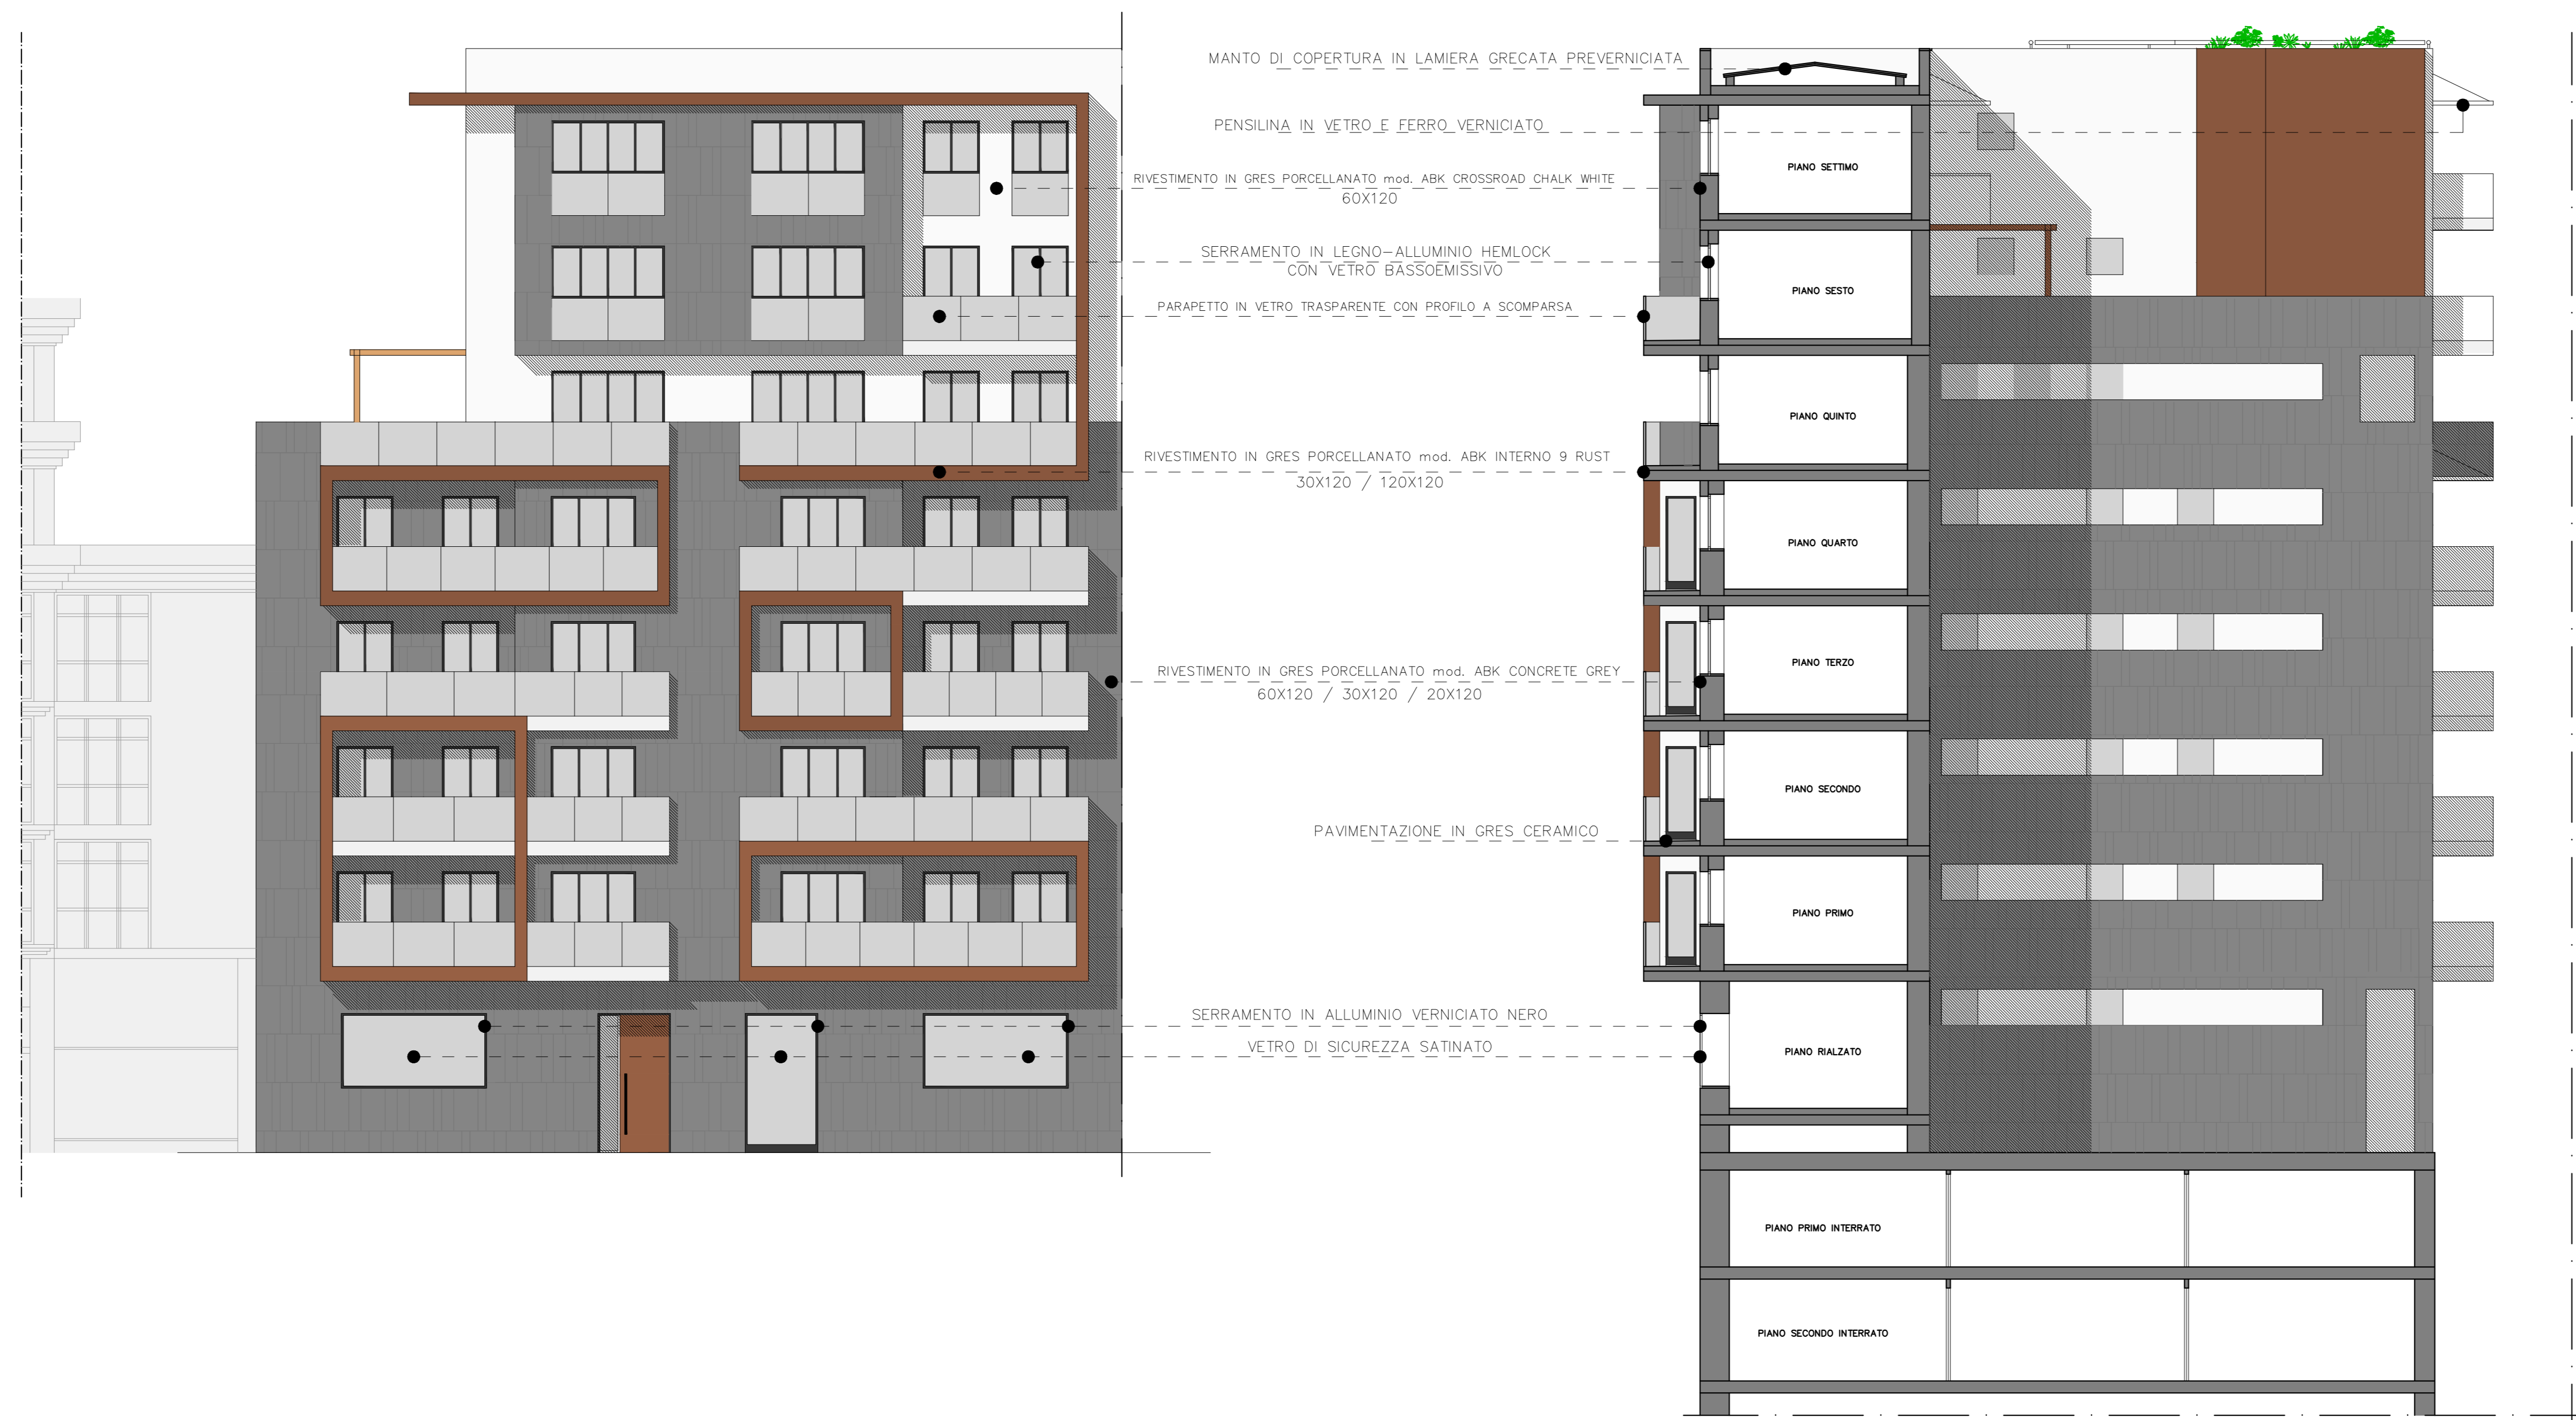 MANTO DI COPERTURA IN LAMIERA GRECATA PREVERNICIATA
PENSILINA IN VETRO E FERRO VERNICIATO
RIVESTIMENTO IN GRES PORCELLANATO mod. ABK CROSSROAD CHALK WHITE
60X120
SERRAMENTO IN LEGNO-ALLUMINIO HEMLOCK
CON VETRO BASSOEMISSIVO
PARAPETTO IN VETRO TRASPARENTE CON PROFILO A SCOMPARSA
RIVESTIMENTO IN GRES PORCELLANATO mod. ABK INTERNO 9 RUST
30X120 / 120X120
RIVESTIMENTO IN GRES PORCELLANATO mod. ABK CONCRETE GREY
60X120 / 30X120 / 20X120
PAVIMENTAZIONE IN GRES CERAMICO
SERRAMENTO IN ALLUMINIO VERNICIATO NERO
VETRO DI SICUREZZA SATINATO
PIANO SETTIMO
PIANO SESTO
PIANO QUINTO
PIANO QUARTO
PIANO TERZO
PIANO SECONDO
PIANO PRIMO
PIANO RIALZATO
PIANO PRIMO INTERRATO
PIANO SECONDO INTERRATO